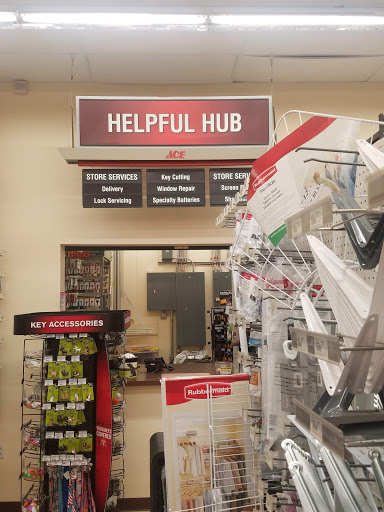 HELPFUL HUB
ACE
STORE SERVICES
Delivery
Lock Servicing
Key Cutting
Window Repair
Specialty Batteries
STORE SERV
Screen
Rubbermaid
KEY ACCESSORIES
Rubbermaid